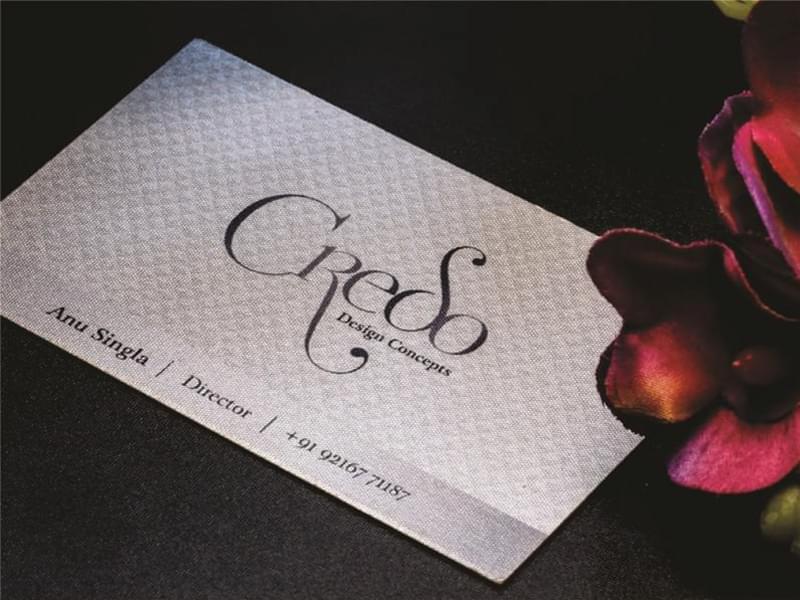 Credo
Design Concepts
Anu Singla | Director | +91 92167 71187